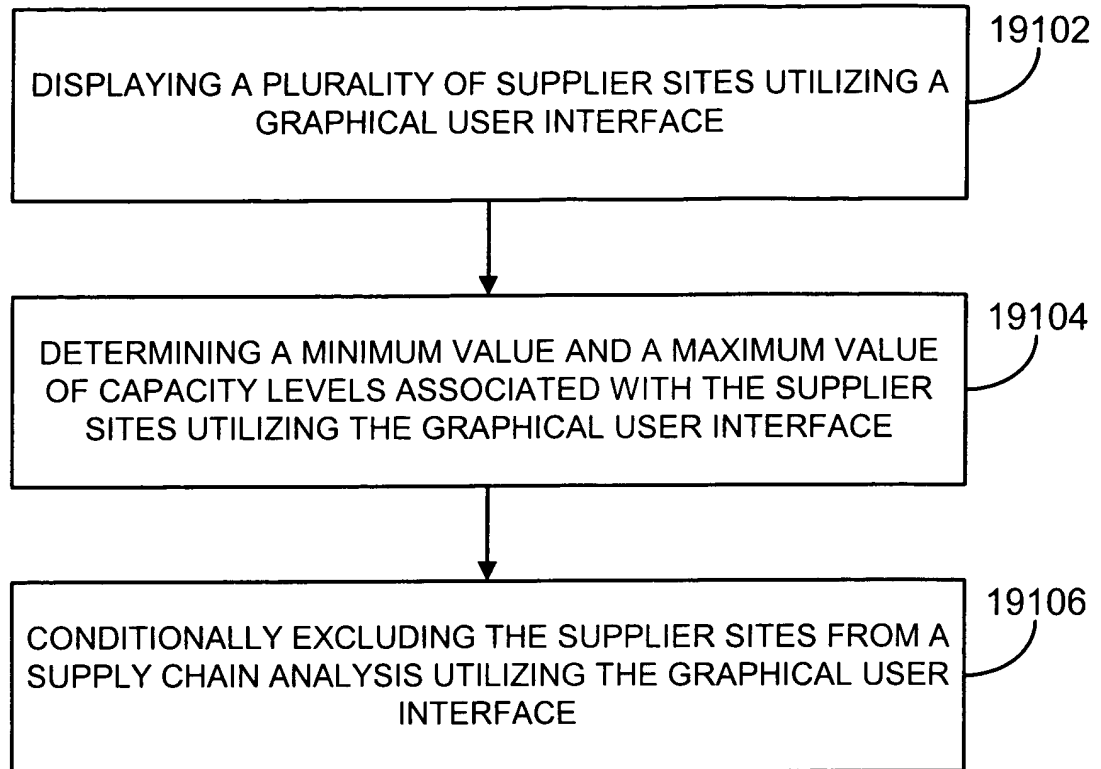 19102
DISPLAYING A PLURALITY OF SUPPLIER SITES UTILIZING A
GRAPHICAL USER INTERFACE
19104
DETERMINING A MINIMUM VALUE AND A MAXIMUM VALUE
OF CAPACITY LEVELS ASSOCIATED WITH THE SUPPLIER
SITES UTILIZING THE GRAPHICAL USER INTERFACE
19106
CONDITIONALLY EXCLUDING THE SUPPLIER SITES FROM A
SUPPLY CHAIN ANALYSIS UTILIZING THE GRAPHICAL USER
INTERFACE